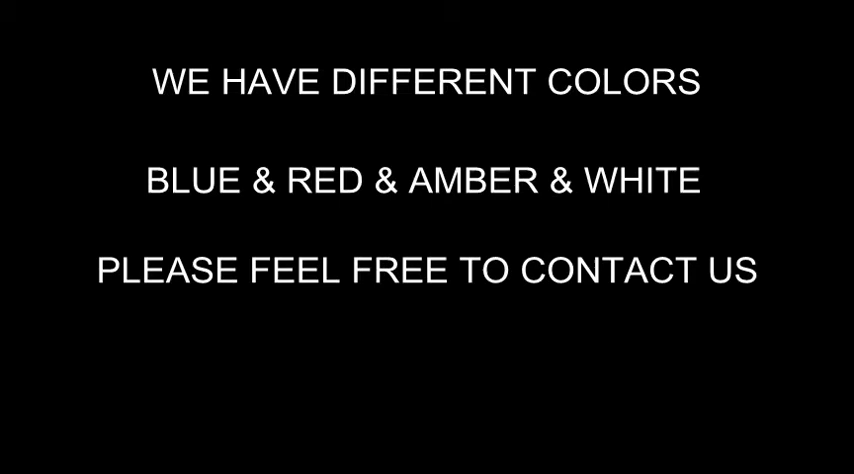 WE HAVE DIFFERENT COLORS
BLUE & RED & AMBER & WHITE
PLEASE FEEL FREE TO CONTACT US